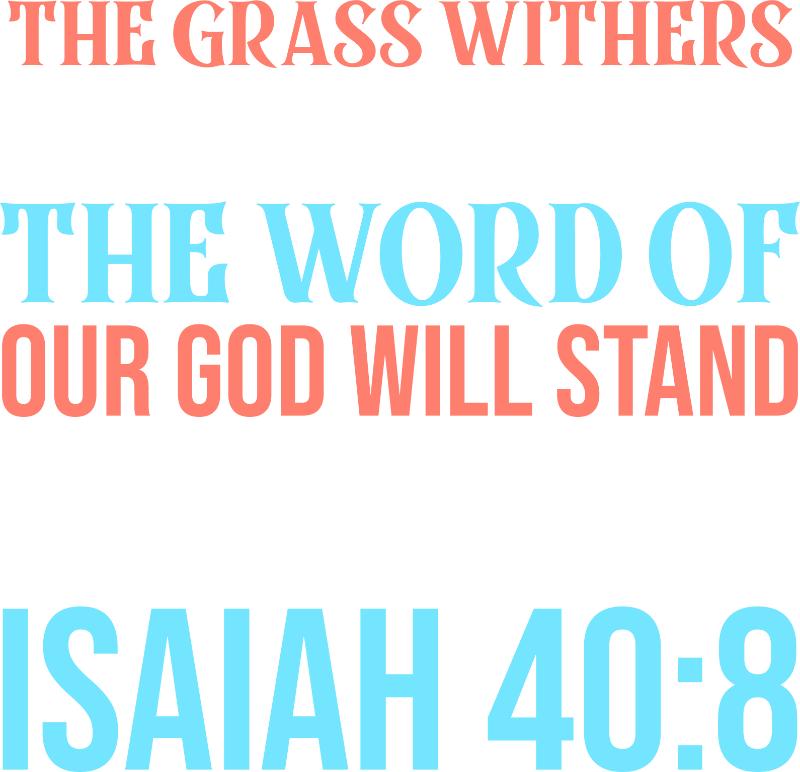 THE GRASS WITHERS
THE WORD OF
OUR GOD WILL STAND
ISAIAH 40:8